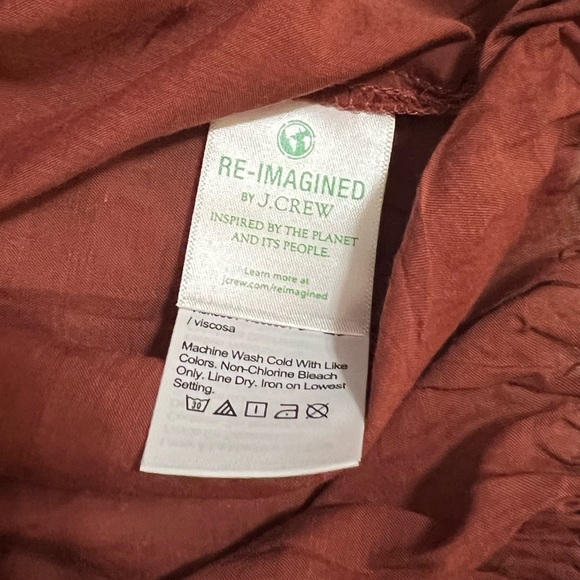 RE-IMAGINED
BY J.CREW
INSPIRED BY THE PLANET
AND ITS PEOPLE.
Learn more at
jcrew.com/reimagined
/ viscosa
Machine Wash Cold With Like
Colors. Non-Chlorine Bleach
Only. Line Dry. Iron on Lowest
Setting.
30